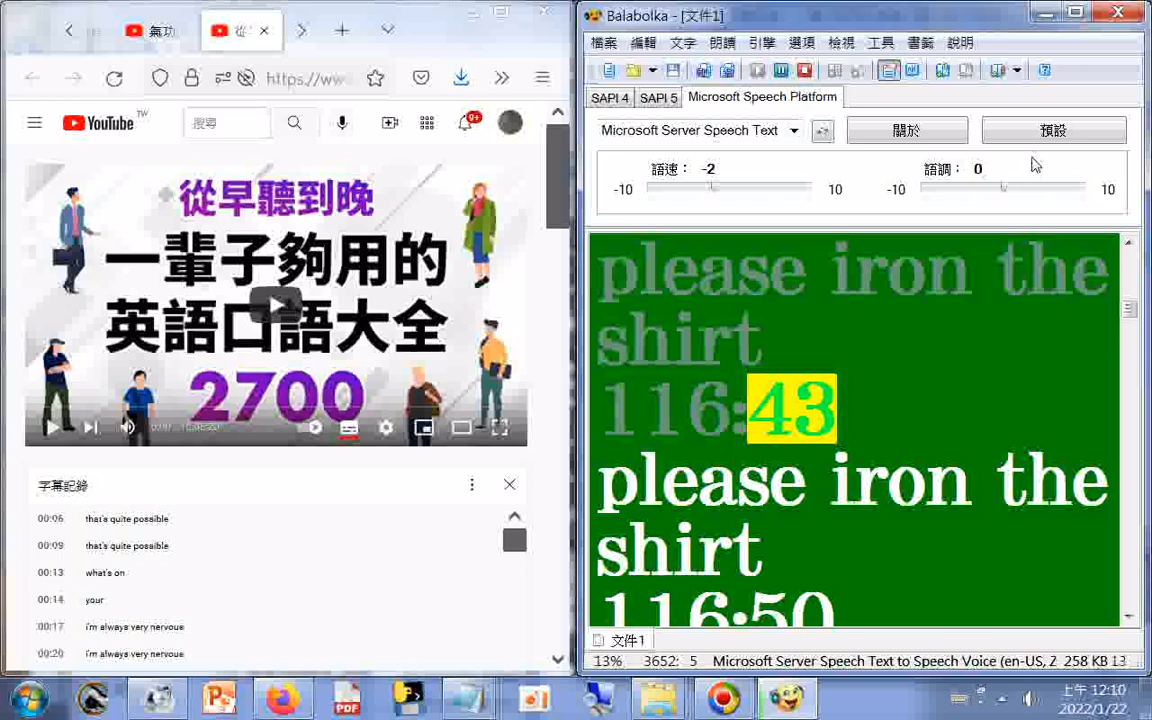 氣功
從
https://www
YouTube TW
搜尋
9+
從早聽到晚
一輩子夠用的
英語口語大全
2700
字幕記錄
00:06 that's quite possible
00:09 that's quite possible
00:13 what's on
00:14 your
00:17 i'm always very nervous
00:20 i'm always very nervous
Balabolka - [文件1]
檔案 編輯 文字 朗讀 引擎 選項 檢視 工具 書籤 說明
SAPI 4 SAPI 5 Microsoft Speech Platform
Microsoft Server Speech Text 關於 預設
語速： -2 語調： 0
-10 10 -10 10
please iron the
shirt
116:43
please iron the
shirt
116:50
文件1
13% 3652: 5 Microsoft Server Speech Text to Speech Voice (en-US, Z 258 KB 13
PDF
上午 12:10
2022/1/22